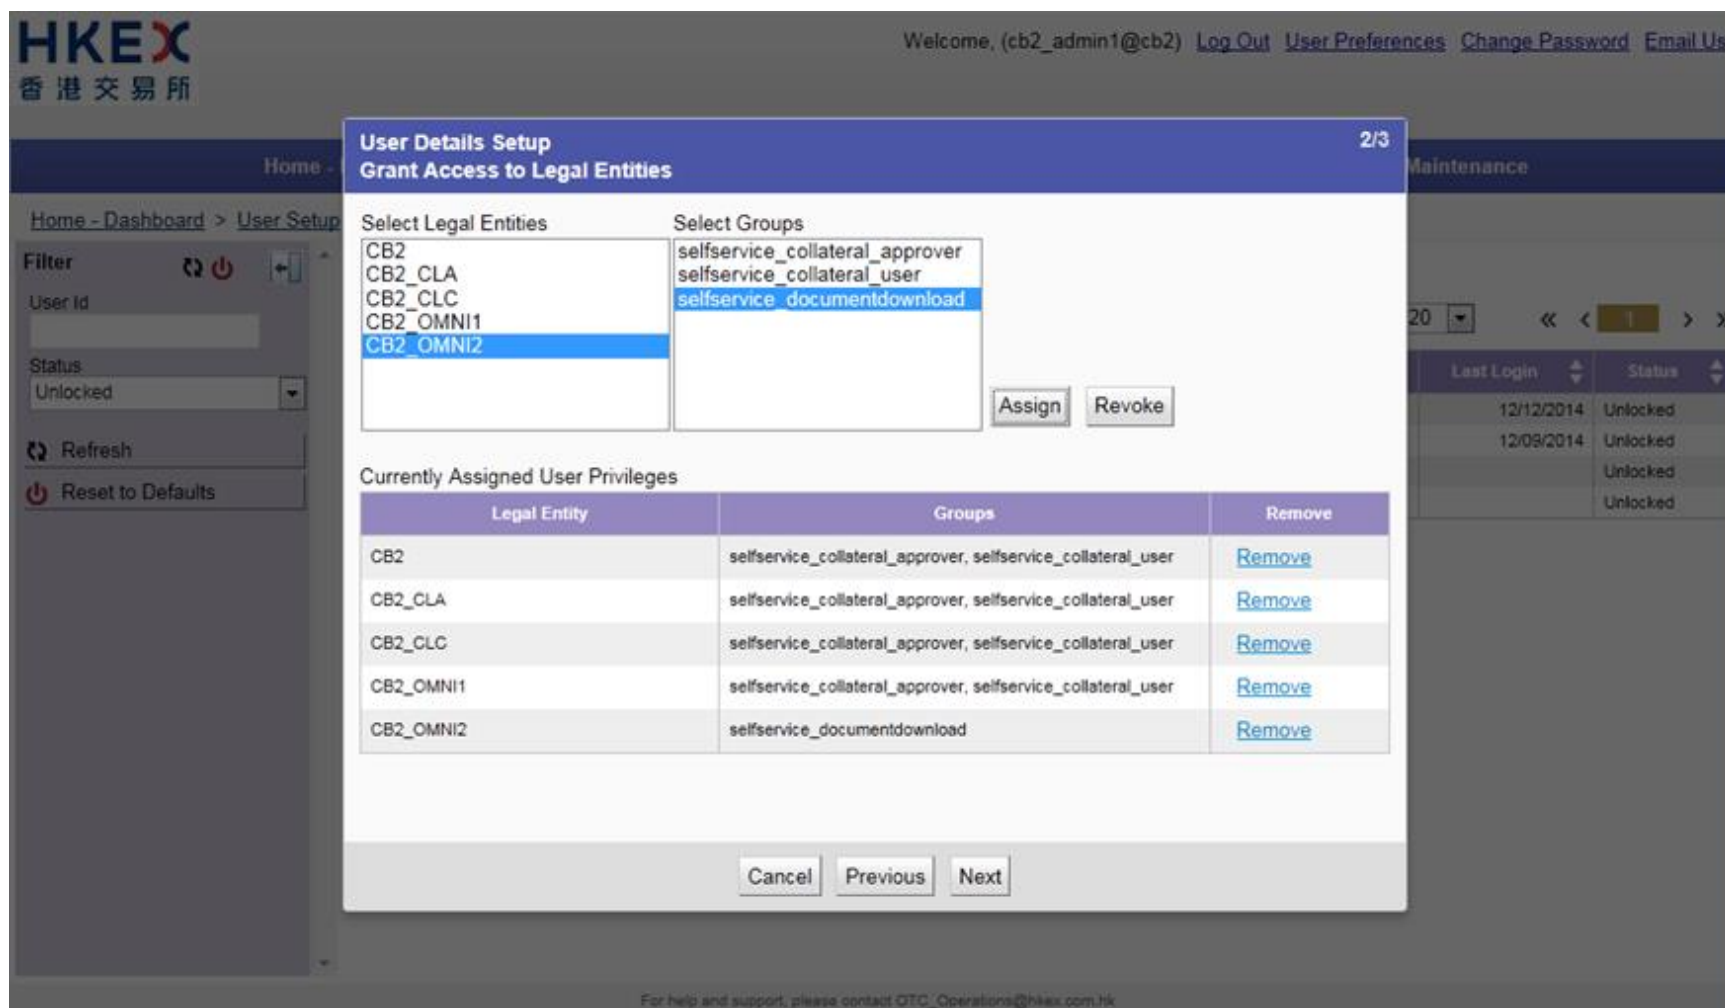 HKEX
香港交易所
Welcome, (cb2_admin1@cb2) Log Out User Preferences Change Password Email Us
Home -
Maintenance
Home - Dashboard > User Setup
Filter
User Id
Status
Unlocked
Refresh
Reset to Defaults
User Details Setup 2/3
Grant Access to Legal Entities
Select Legal Entities Select Groups
CB2 selfservice_collateral_approver
CB2_CLA selfservice_collateral_user
CB2_CLC selfservice_documentdownload
CB2_OMNI1
CB2_OMNI2
Assign Revoke
Currently Assigned User Privileges
Legal Entity Groups Remove
CB2 selfservice_collateral_approver, selfservice_collateral_user Remove
CB2_CLA selfservice_collateral_approver, selfservice_collateral_user Remove
CB2_CLC selfservice_collateral_approver, selfservice_collateral_user Remove
CB2_OMNI1 selfservice_collateral_approver, selfservice_collateral_user Remove
CB2_OMNI2 selfservice_documentdownload Remove
Cancel Previous Next
20 « < 1 >
Last Login Status
12/12/2014 Unlocked
12/09/2014 Unlocked
Unlocked
Unlocked
For help and support, please contact OTC_Operations@hkex.com.hk